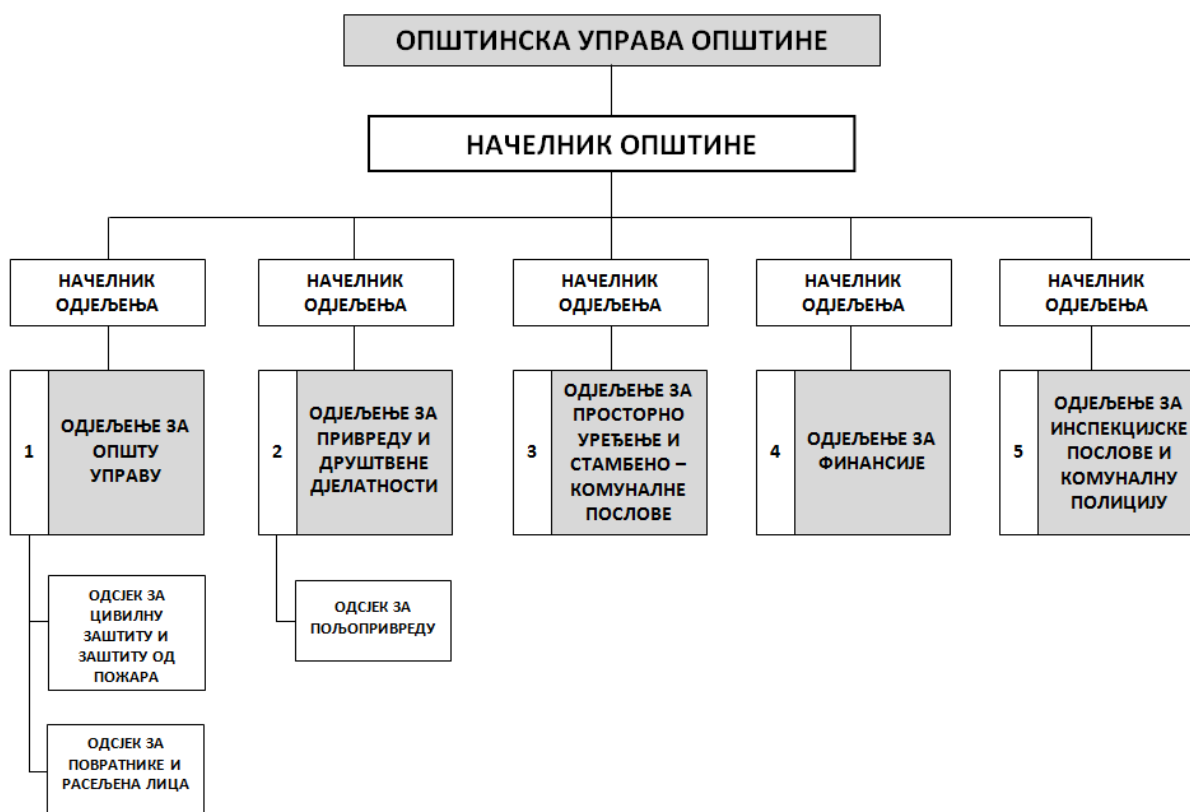 ОПШТИНСКА УПРАВА ОПШТИНЕ
НАЧЕЛНИК ОПШТИНЕ
НАЧЕЛНИК
ОДЈЕЉЕЊА
НАЧЕЛНИК
ОДЈЕЉЕЊА
НАЧЕЛНИК
ОДЈЕЉЕЊА
НАЧЕЛНИК
ОДЈЕЉЕЊА
НАЧЕЛНИК
ОДЈЕЉЕЊА
1
ОДЈЕЉЕЊЕ ЗА
ОПШТУ
УПРАВУ
2
ОДЈЕЉЕЊЕ ЗА
ПРИВРЕДУ И
ДРУШТВЕНЕ
ДЈЕЛАТНОСТИ
3
ОДЈЕЉЕЊЕ ЗА
ПРОСТОРНО
УРЕЂЕЊЕ И
СТАМБЕНО –
КОМУНАЛНЕ
ПОСЛОВЕ
4
ОДЈЕЉЕЊЕ ЗА
ФИНАНСИЈЕ
5
ОДЈЕЉЕЊЕ ЗА
ИНСПЕКЦИЈСКЕ
ПОСЛОВЕ И
КОМУНАЛНУ
ПОЛИЦИЈУ
ОДСЈЕК ЗА
ЦИВИЛНУ
ЗАШТИТУ И
ЗАШТИТУ ОД
ПОЖАРА
ОДСЈЕК ЗА
ПОЉОПРИВРЕДУ
ОДСЈЕК ЗА
ПОВРАТНИКЕ И
РАСЕЉЕНА ЛИЦА